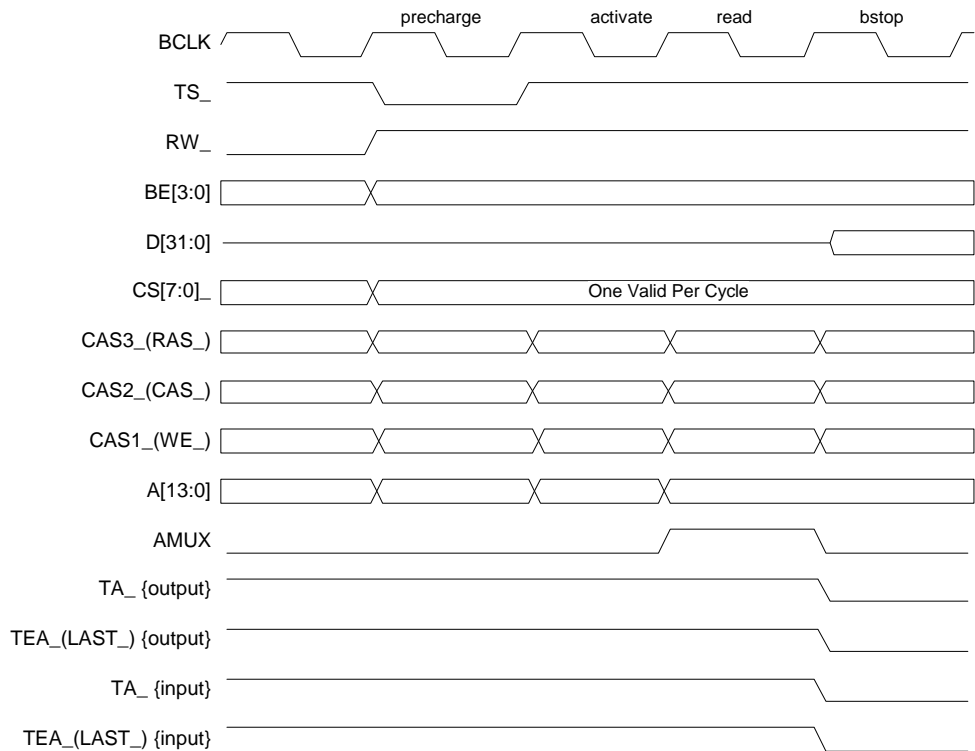 precharge activate read bstop
BCLK
TS_
RW_
BE[3:0]
D[31:0]
CS[7:0]_ One Valid Per Cycle
CAS3_(RAS_)
CAS2_(CAS_)
CAS1_(WE_)
A[13:0]
AMUX
TA_ {output}
TEA_(LAST_) {output}
TA_ {input}
TEA_(LAST_) {input}